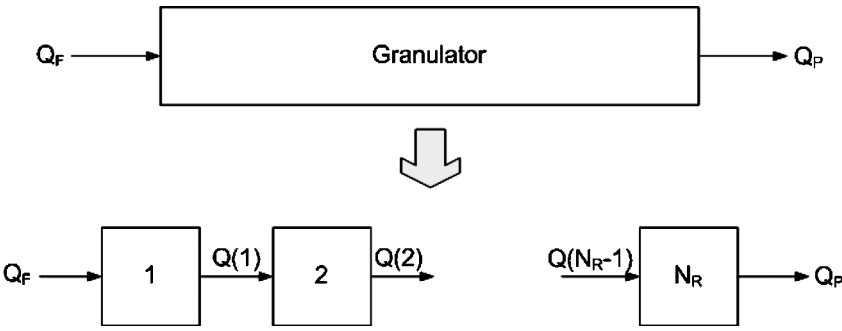 Q_F Granulator Q_P
Q(1) Q(2) Q(N_R-1)
Q_F 1 2 N_R Q_P